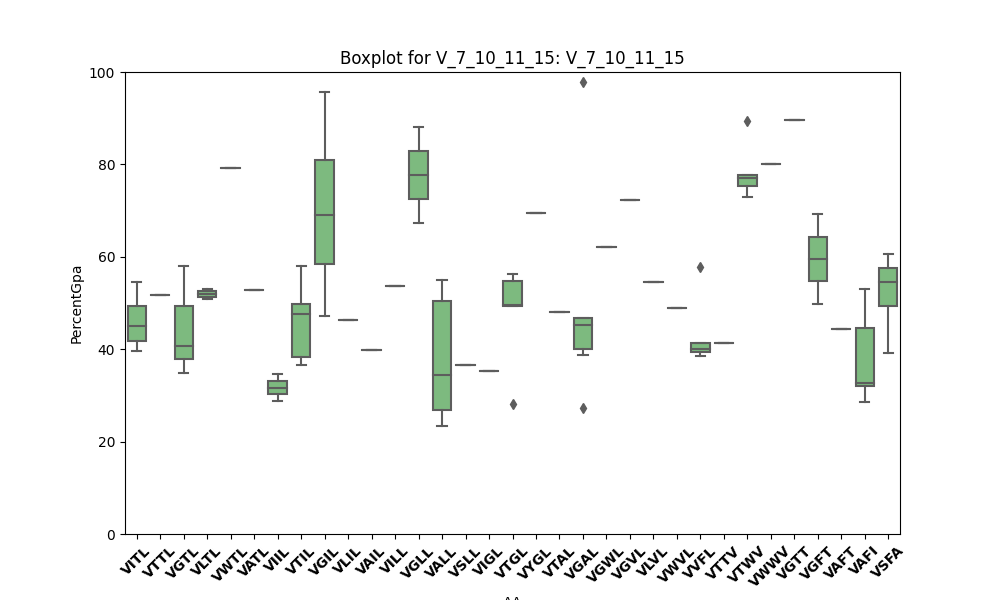 Boxplot for V_7_10_11_15: V_7_10_11_15
PercentGpa
100
80
60
40
20
0
VITL VTTL VGTL VLTL VWTL VATL VIIL VTIL VGIL VLIL VAIL VILL VGLL VALL VSLL VIGL VTGL VYGL VTAL VGAL VGWL VGVL VLVL VWVL VVFL VTTV VTWV VWWV VGTT VGFT VAFT VAFI VSFA